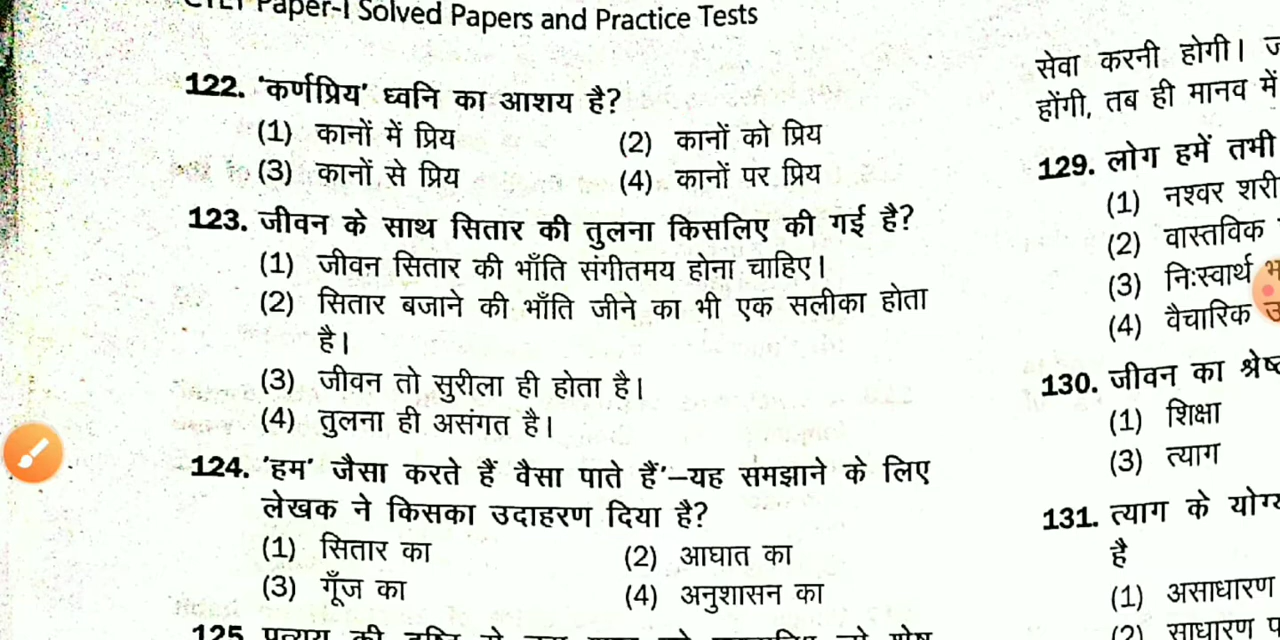 Paper-I Solved Papers and Practice Tests
122. 'कर्णप्रिय' ध्वनि का आशय है?
(1) कानों में प्रिय (2) कानों को प्रिय
(3) कानों से प्रिय (4) कानों पर प्रिय
123. जीवन के साथ सितार की तुलना किसलिए की गई है?
(1) जीवन सितार की भाँति संगीतमय होना चाहिए।
(2) सितार बजाने की भाँति जीने का भी एक सलीका होता
है।
(3) जीवन तो सुरीला ही होता है।
(4) तुलना ही असंगत है।
124. 'हम' जैसा करते हैं वैसा पाते हैं'–यह समझाने के लिए
लेखक ने किसका उदाहरण दिया है?
(1) सितार का (2) आघात का
(3) गूँज का (4) अनुशासन का
125
सेवा करनी होगी।
होंगी, तब ही मानव में
129. लोग हमें तभी
(1) नश्वर
(2) वास्तविक
(3) निःस्वार्थ
(4) वैचारिक
130. जीवन का
(1) शिक्षा
(3) त्याग
131. त्याग के
है
(1) असाधारण
(2) साधारण